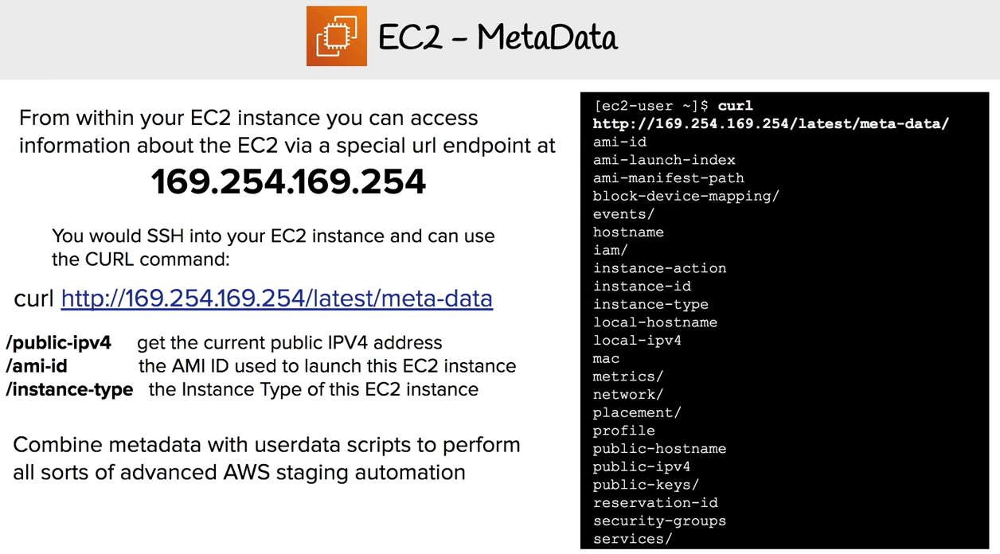 EC2 – MetaData
From within your EC2 instance you can access
information about the EC2 via a special url endpoint at
169.254.169.254
You would SSH into your EC2 instance and can use
the CURL command:
curl http://169.254.169.254/latest/meta-data
/public-ipv4 get the current public IPV4 address
/ami-id the AMI ID used to launch this EC2 instance
/instance-type the Instance Type of this EC2 instance
Combine metadata with userdata scripts to perform
all sorts of advanced AWS staging automation
[ec2-user ~]$ curl
http://169.254.169.254/latest/meta-data/
ami-id
ami-launch-index
ami-manifest-path
block-device-mapping/
events/
hostname
iam/
instance-action
instance-id
instance-type
local-hostname
local-ipv4
mac
metrics/
network/
placement/
profile
public-hostname
public-ipv4
public-keys/
reservation-id
security-groups
services/